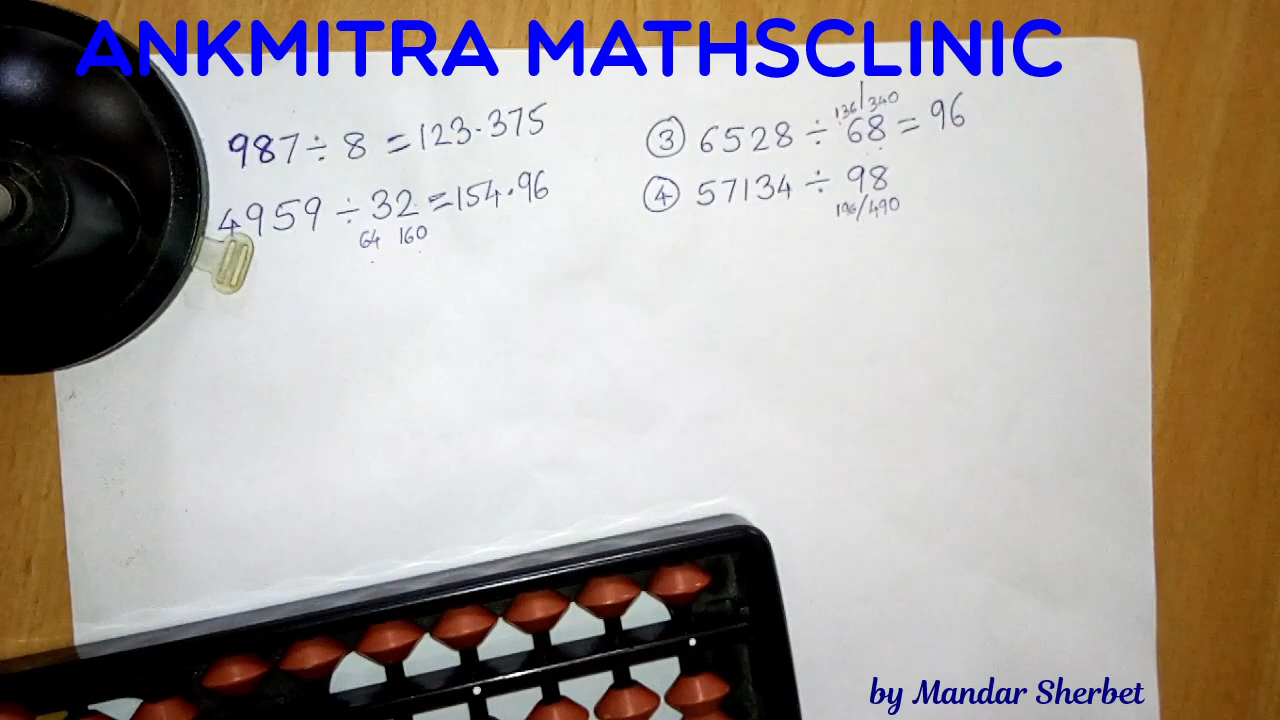 ANKMITRA MATHSCLINIC
987 ÷ 8 = 123.375
4959 ÷ 32 = 154.96
64 160
136/340
③ 6528 ÷ 68 = 96
④ 57134 ÷ 98
196/490
by Mandar Sherbet